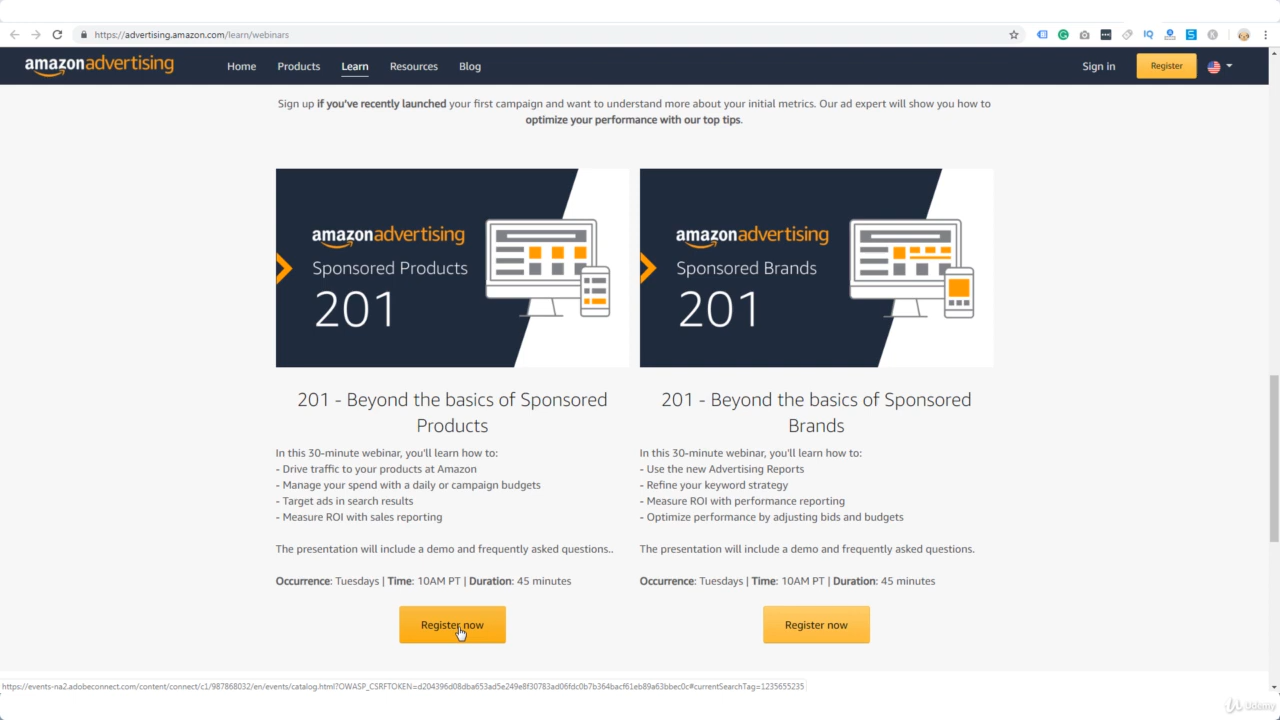 https://advertising.amazon.com/learn/webinars
amazonadvertising
Home
Products
Learn
Resources
Blog
Sign in
Register
Sign up if you've recently launched your first campaign and want to understand more about your initial metrics. Our ad expert will show you how to
optimize your performance with our top tips.
amazonadvertising
Sponsored Products
201
amazonadvertising
Sponsored Brands
201
201 - Beyond the basics of Sponsored
Products
In this 30-minute webinar, you'll learn how to:
- Drive traffic to your products at Amazon
- Manage your spend with a daily or campaign budgets
- Target ads in search results
- Measure ROI with sales reporting
The presentation will include a demo and frequently asked questions..
Occurrence: Tuesdays | Time: 10AM PT | Duration: 45 minutes
Register now
201 - Beyond the basics of Sponsored
Brands
In this 30-minute webinar, you'll learn how to:
- Use the new Advertising Reports
- Refine your keyword strategy
- Measure ROI with performance reporting
- Optimize performance by adjusting bids and budgets
The presentation will include a demo and frequently asked questions.
Occurrence: Tuesdays | Time: 10AM PT | Duration: 45 minutes
Register now
https://events-na2.adobeconnect.com/content/connect/c1/987868032/en/events/catalog.html?OWASP_CSRFTOKEN=d204396d08dba653ad5e249e8f30783ad06fdc0b7b364bacf61eb89a63bbec0c#currentSearchTag=1235655235
Udemy